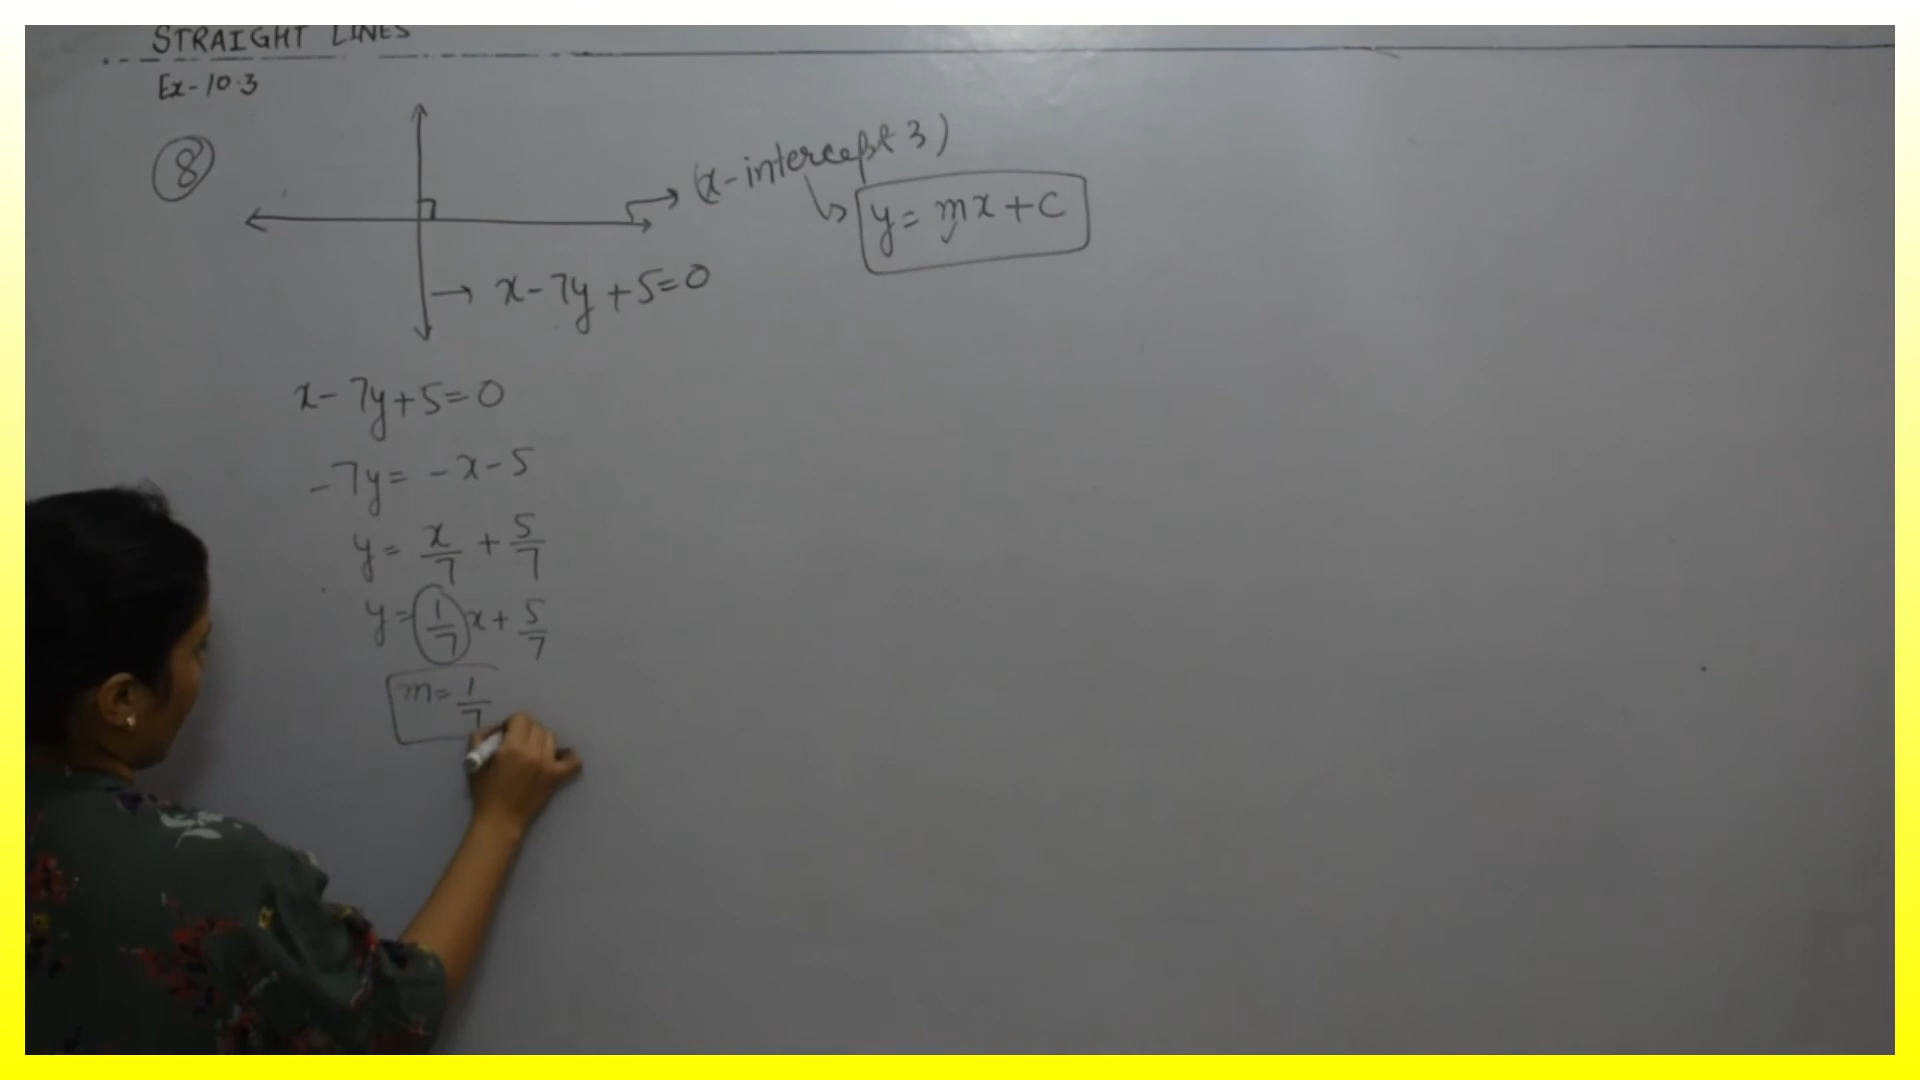 STRAIGHT LINES
Ex-10.3
8
(x-intercept 3)
y = mx + c
x - 7y + 5 = 0
x - 7y + 5 = 0
-7y = -x - 5
y = x/7 + 5/7
y = 1/7 x + 5/7
m = 1/7